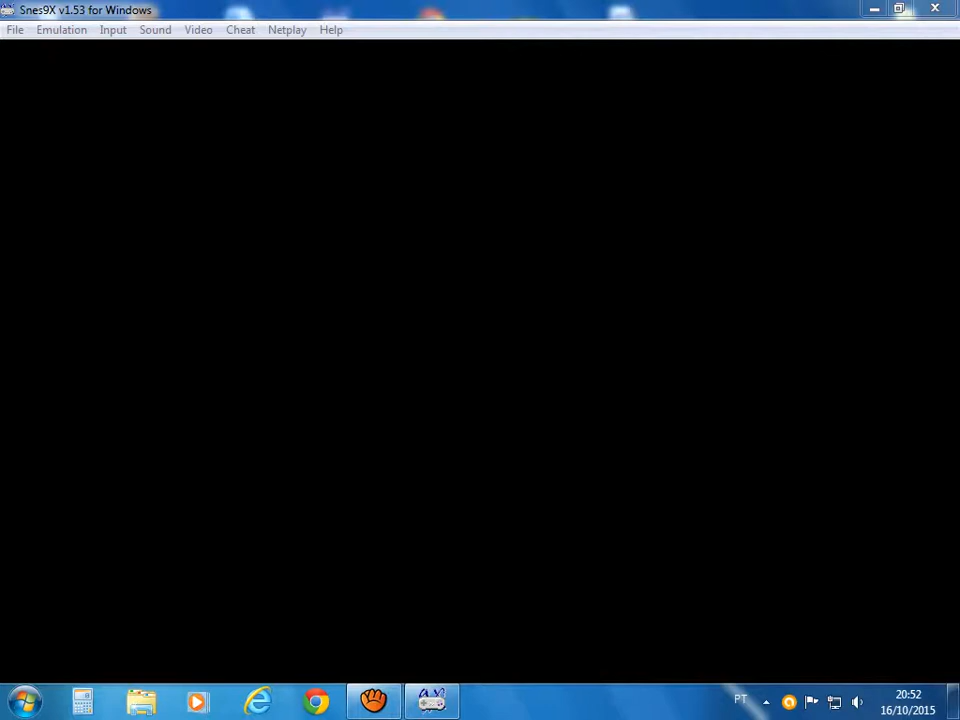 Snes9X v1.53 for Windows
File Emulation Input Sound Video Cheat Netplay Help
PT
20:52
16/10/2015